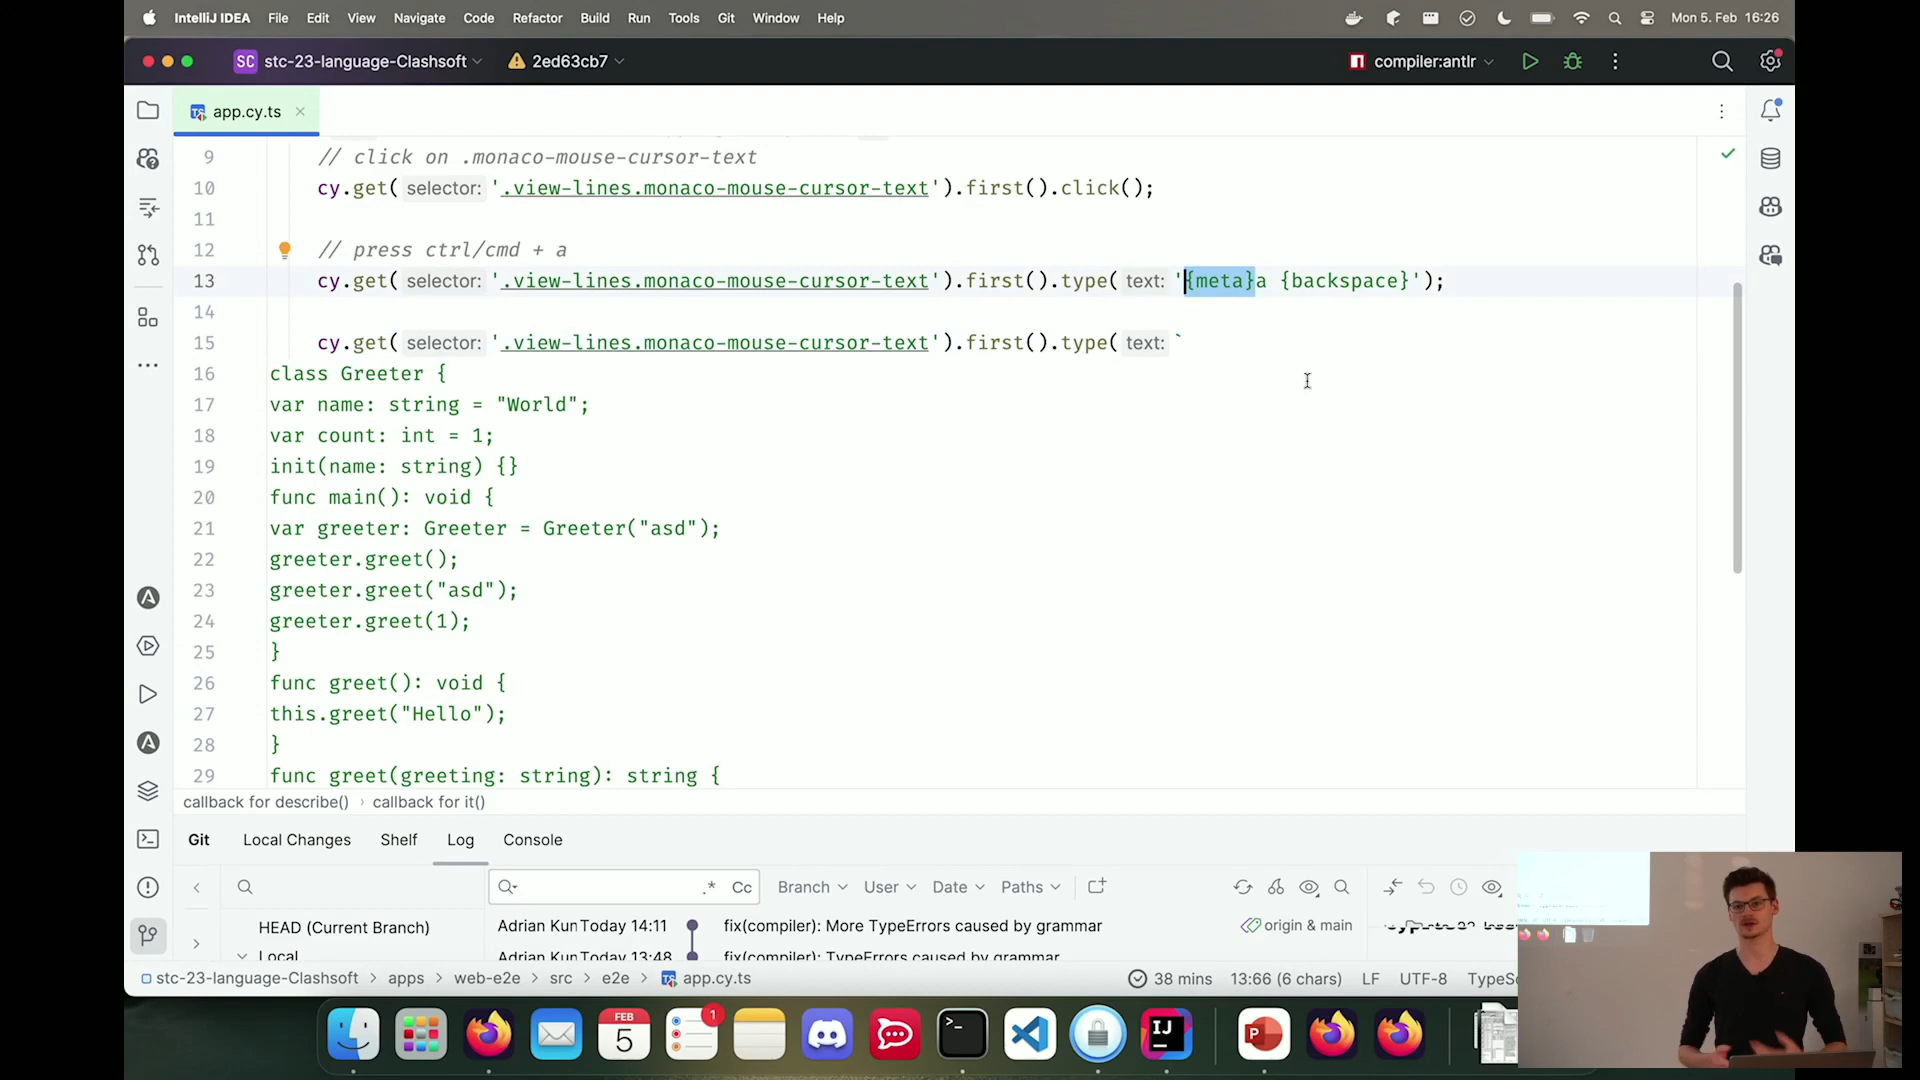 IntelliJ IDEA File Edit View Navigate Code Refactor Build Run Tools Git Window Help Mon 5. Feb 16:26
SC stc-23-language-Clashsoft 2ed63cb7 compiler:antlr
TS app.cy.ts
9 // click on .monaco-mouse-cursor-text
10 cy.get( selector: '.view-lines.monaco-mouse-cursor-text').first().click();
11
12 // press ctrl/cmd + a
13 cy.get( selector: '.view-lines.monaco-mouse-cursor-text').first().type( text: '{meta}a {backspace}');
14
15 cy.get( selector: '.view-lines.monaco-mouse-cursor-text').first().type( text: `
16 class Greeter {
17 var name: string = "World";
18 var count: int = 1;
19 init(name: string) {}
20 func main(): void {
21 var greeter: Greeter = Greeter("asd");
22 greeter.greet();
23 greeter.greet("asd");
24 greeter.greet(1);
25 }
26 func greet(): void {
27 this.greet("Hello");
28 }
29 func greet(greeting: string): string {
callback for describe() › callback for it()
Git Local Changes Shelf Log Console
.* Cc Branch User Date Paths
HEAD (Current Branch) Adrian Kun Today 14:11 fix(compiler): More TypeErrors caused by grammar origin & main
Local Adrian Kun Today 13:48 fix(compiler): TypeErrors caused by grammar
stc-23-language-Clashsoft › apps › web-e2e › src › e2e › app.cy.ts 38 mins 13:66 (6 chars) LF UTF-8 TypeSc
FEB
5
1
IJ
P